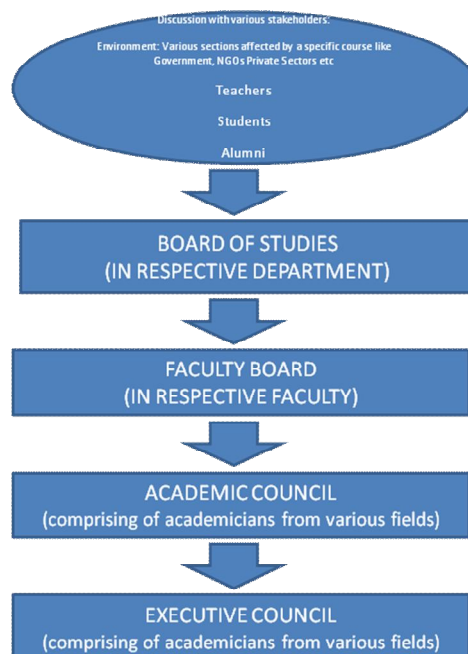 Discussion with various stakeholders:
Environment: Various sections affected by a specific course like
Government, NGOs Private Sectors etc
Teachers
Students
Alumni
BOARD OF STUDIES
(IN RESPECTIVE DEPARTMENT)
FACULTY BOARD
(IN RESPECTIVE FACULTY)
ACADEMIC COUNCIL
(comprising of academicians from various fields)
EXECUTIVE COUNCIL
(comprising of academicians from various fields)